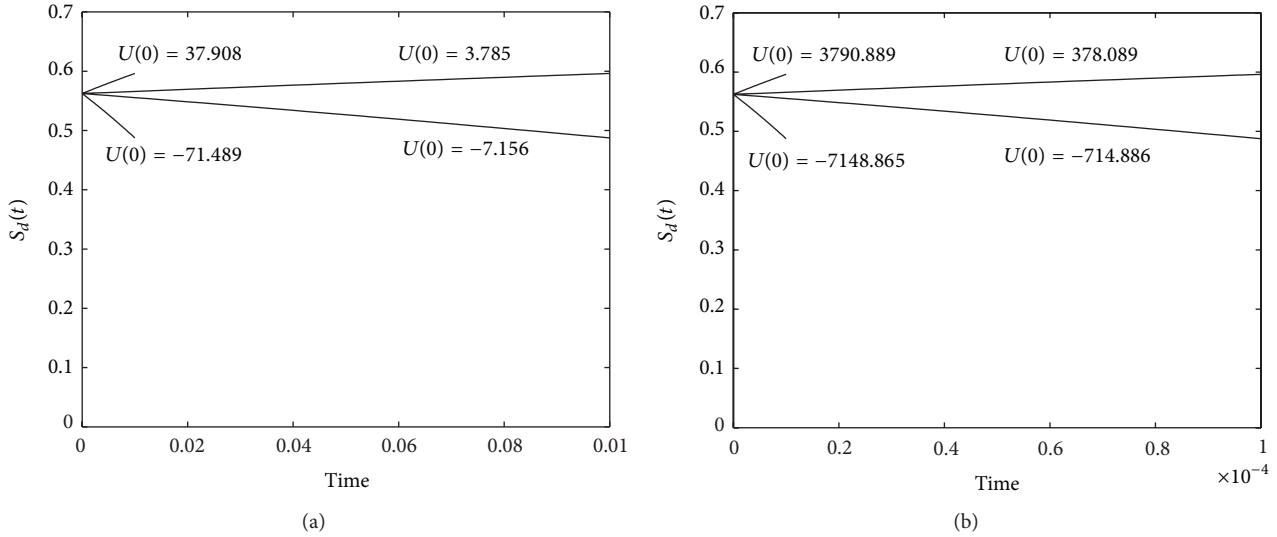 0.7
U(0) = 37.908
3.785
0.6
0.5
U(0) = −71.489
U(0) = −7.156
0.4
S_d(t)
0.3
0.2
0.1
0
0
0.02
0.04
0.06
0.08
0.01
Time
(a)
0.7
U(0) = 3790.889
378.089
0.6
0.5
U(0) = −7148.865
U(0) = −714.886
0.4
S_d(t)
0.3
0.2
0.1
0
0
0.2
0.4
0.6
0.8
1
×10⁻⁴
Time
(b)